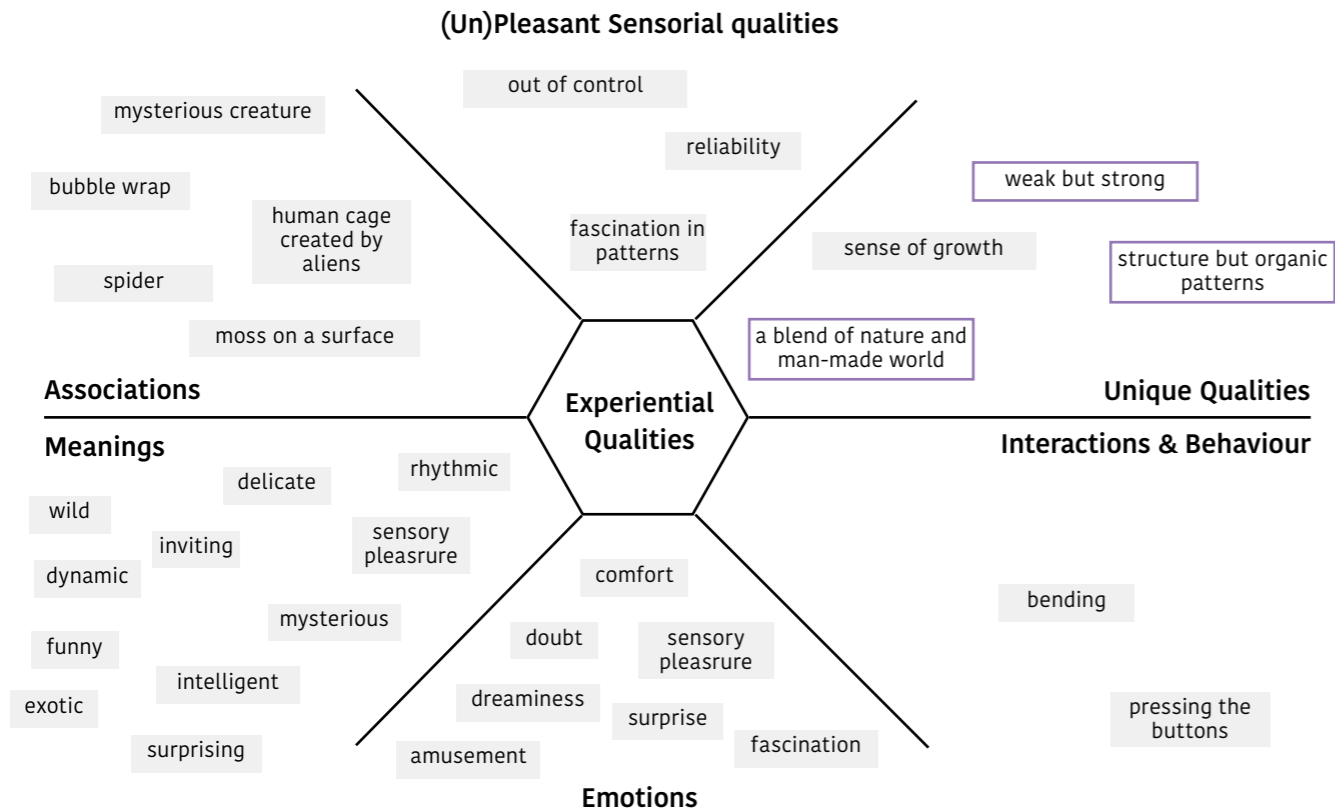 (Un)Pleasant Sensorial qualities
out of control
reliability
fascination in
patterns
mysterious creature
bubble wrap
human cage
created by
aliens
spider
moss on a surface
Associations
weak but strong
sense of growth
structure but organic
patterns
a blend of nature and
man-made world
Unique Qualities
Experiential
Qualities
Meanings
rhythmic
delicate
wild
inviting
sensory
pleasrure
dynamic
mysterious
funny
intelligent
exotic
surprising
comfort
doubt
sensory
pleasrure
dreaminess
surprise
amusement
fascination
Emotions
Interactions & Behaviour
bending
pressing the
buttons